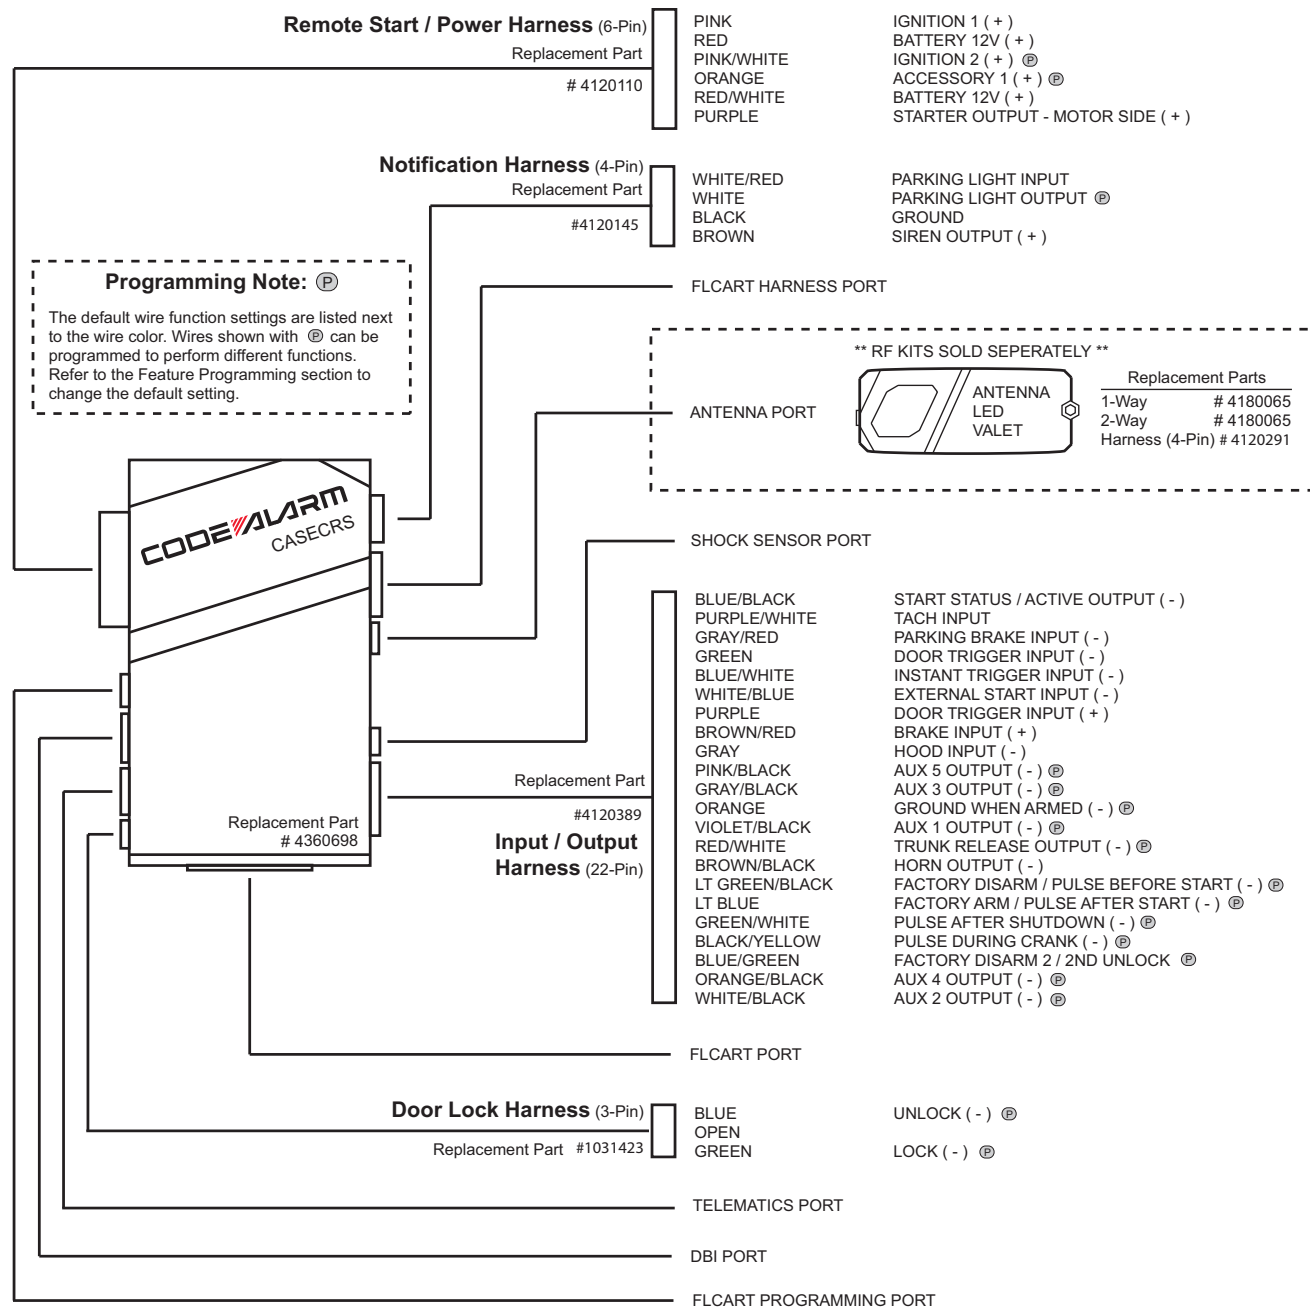 Remote Start / Power Harness (6-Pin)
Replacement Part
# 4120110
PINK IGNITION 1 ( + )
RED BATTERY 12V ( + )
PINK/WHITE IGNITION 2 ( + ) Ⓟ
ORANGE ACCESSORY 1 ( + ) Ⓟ
RED/WHITE BATTERY 12V ( + )
PURPLE STARTER OUTPUT - MOTOR SIDE ( + )
Notification Harness (4-Pin)
Replacement Part
#4120145
WHITE/RED PARKING LIGHT INPUT
WHITE PARKING LIGHT OUTPUT Ⓟ
BLACK GROUND
BROWN SIREN OUTPUT ( + )
Programming Note: Ⓟ
The default wire function settings are listed next
to the wire color. Wires shown with Ⓟ can be
programmed to perform different functions.
Refer to the Feature Programming section to
change the default setting.
FLCART HARNESS PORT
** RF KITS SOLD SEPERATELY **
ANTENNA PORT
ANTENNA
LED
VALET
Replacement Parts
1-Way # 4180065
2-Way # 4180065
Harness (4-Pin) # 4120291
CODE ALARM
CASECRS
Replacement Part
# 4360698
SHOCK SENSOR PORT
Replacement Part
#4120389
Input / Output
Harness (22-Pin)
BLUE/BLACK START STATUS / ACTIVE OUTPUT ( - )
PURPLE/WHITE TACH INPUT
GRAY/RED PARKING BRAKE INPUT ( - )
GREEN DOOR TRIGGER INPUT ( - )
BLUE/WHITE INSTANT TRIGGER INPUT ( - )
WHITE/BLUE EXTERNAL START INPUT ( - )
PURPLE DOOR TRIGGER INPUT ( + )
BROWN/RED BRAKE INPUT ( + )
GRAY HOOD INPUT ( - )
PINK/BLACK AUX 5 OUTPUT ( - ) Ⓟ
GRAY/BLACK AUX 3 OUTPUT ( - ) Ⓟ
ORANGE GROUND WHEN ARMED ( - ) Ⓟ
VIOLET/BLACK AUX 1 OUTPUT ( - ) Ⓟ
RED/WHITE TRUNK RELEASE OUTPUT ( - ) Ⓟ
BROWN/BLACK HORN OUTPUT ( - )
LT GREEN/BLACK FACTORY DISARM / PULSE BEFORE START ( - ) Ⓟ
LT BLUE FACTORY ARM / PULSE AFTER START ( - ) Ⓟ
GREEN/WHITE PULSE AFTER SHUTDOWN ( - ) Ⓟ
BLACK/YELLOW PULSE DURING CRANK ( - ) Ⓟ
BLUE/GREEN FACTORY DISARM 2 / 2ND UNLOCK Ⓟ
ORANGE/BLACK AUX 4 OUTPUT ( - ) Ⓟ
WHITE/BLACK AUX 2 OUTPUT ( - ) Ⓟ
FLCART PORT
Door Lock Harness (3-Pin)
Replacement Part #1031423
BLUE UNLOCK ( - ) Ⓟ
OPEN
GREEN LOCK ( - ) Ⓟ
TELEMATICS PORT
DBI PORT
FLCART PROGRAMMING PORT